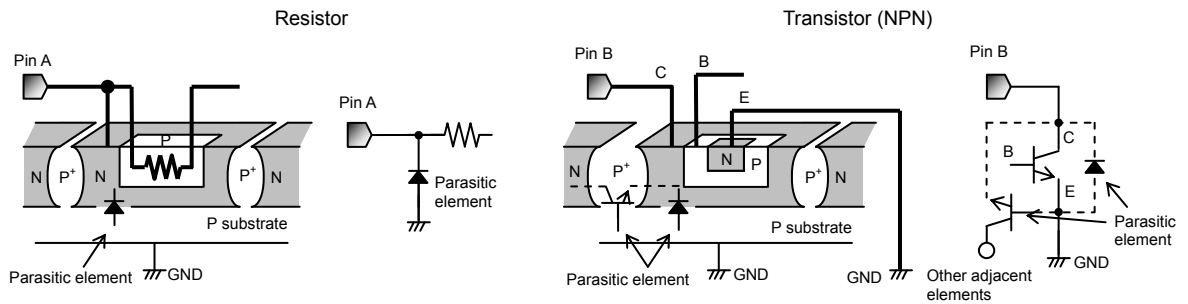 Resistor
Transistor (NPN)
Pin A
P
N
P+
N
P+
N
P substrate
Parasitic element
GND
Pin A
Parasitic
element
Pin B
C
B
E
N
P+
N
P
P+
N
P substrate
Parasitic element
GND
GND
Pin B
C
B
E
Parasitic
element
GND
Other adjacent
elements